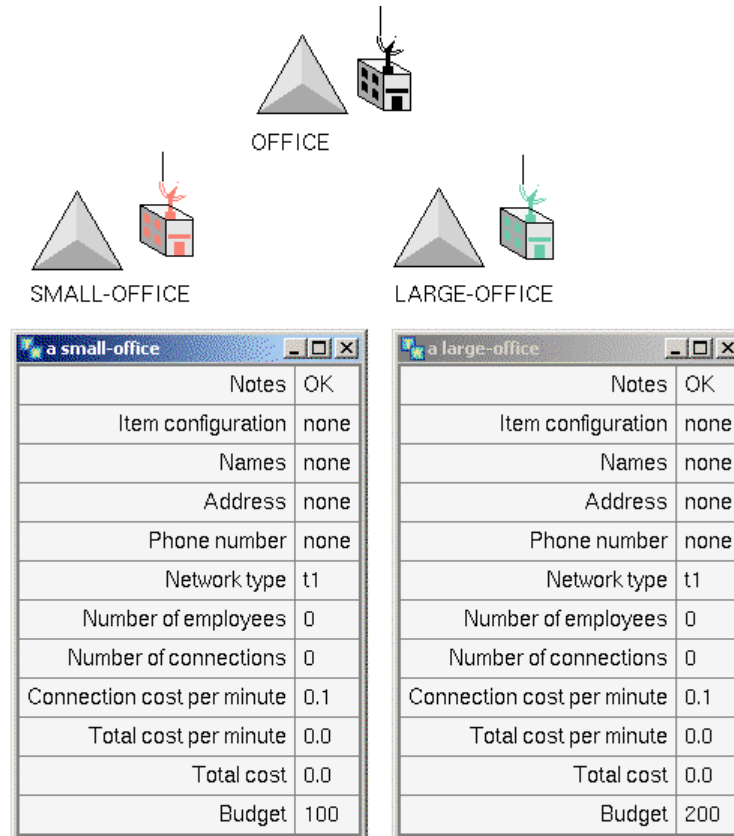 OFFICE
SMALL-OFFICE
LARGE-OFFICE
a small-office
Notes OK
Item configuration none
Names none
Address none
Phone number none
Network type t1
Number of employees 0
Number of connections 0
Connection cost per minute 0.1
Total cost per minute 0.0
Total cost 0.0
Budget 100
a large-office
Notes OK
Item configuration none
Names none
Address none
Phone number none
Network type t1
Number of employees 0
Number of connections 0
Connection cost per minute 0.1
Total cost per minute 0.0
Total cost 0.0
Budget 200